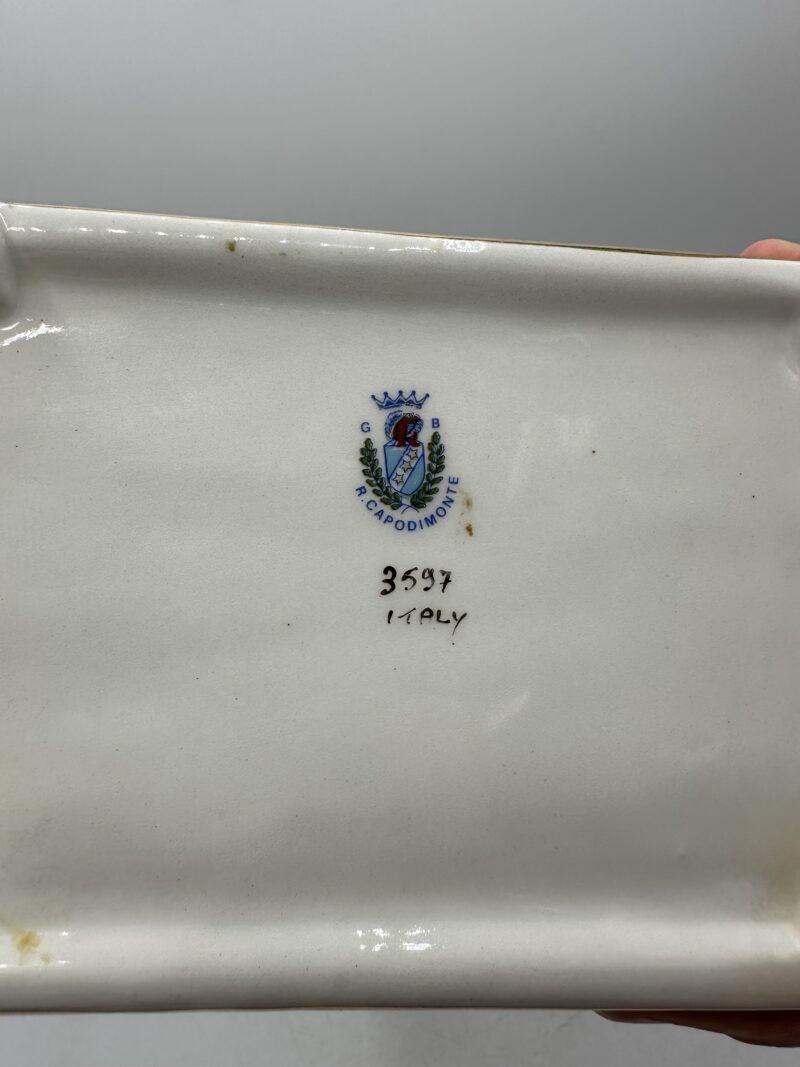 G B
R. CAPODIMONTE
3597
ITALY